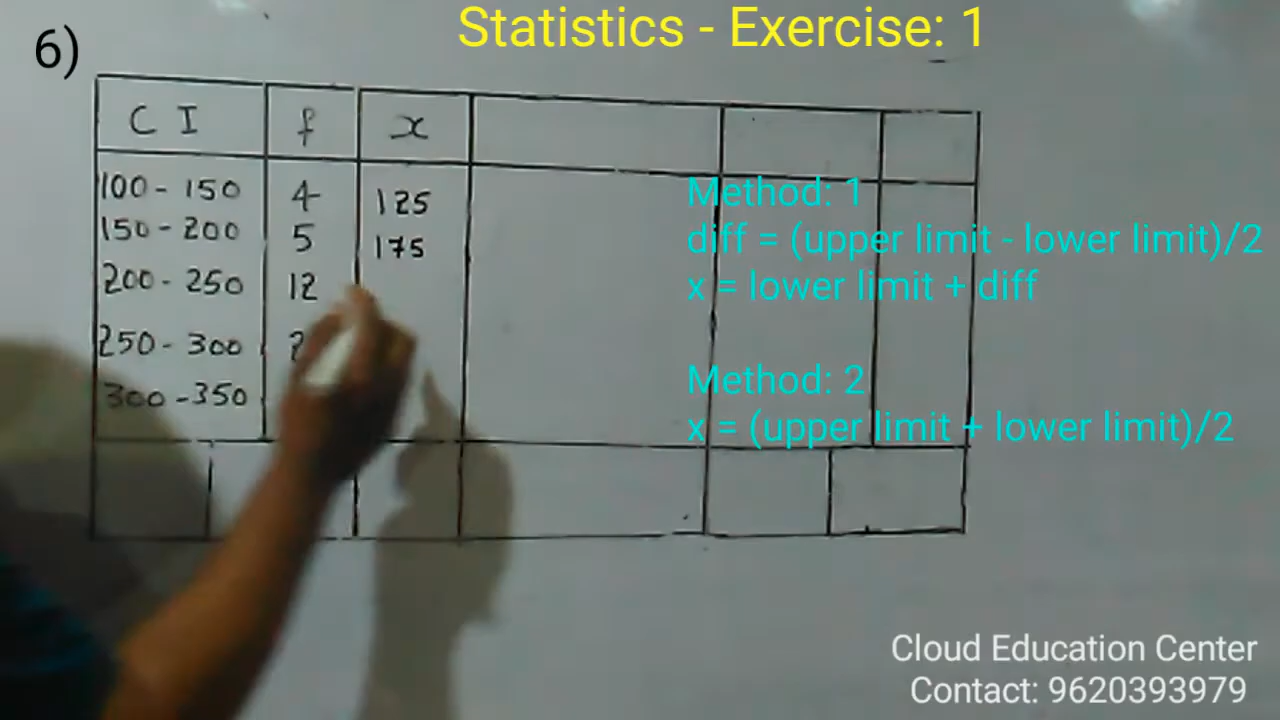 Statistics - Exercise: 1
6)
C I f x
100 - 150 4 125
150 - 200 5 175
200 - 250 12
250 - 300 2
300 - 350
Method: 1
diff = (upper limit - lower limit)/2
x = lower limit + diff
Method: 2
x = (upper limit + lower limit)/2
Cloud Education Center
Contact: 9620393979